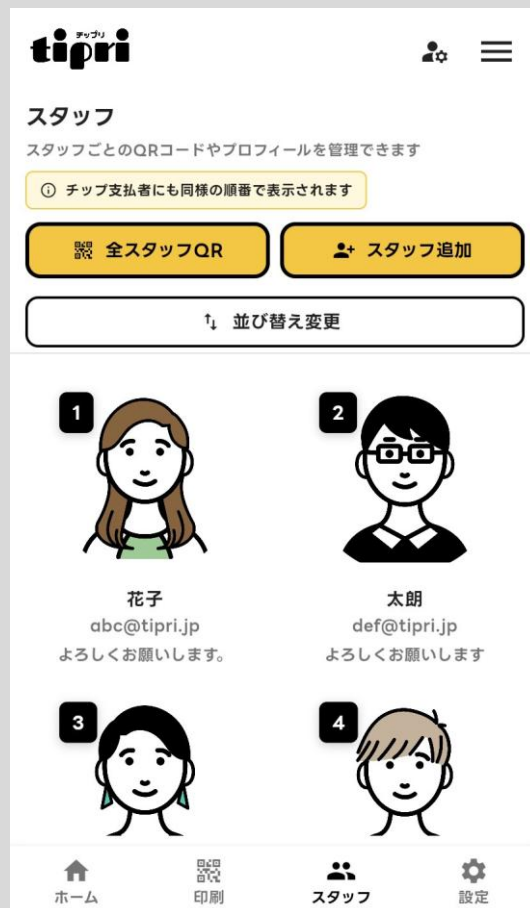 チップリ
tipri
スタッフ
スタッフごとのQRコードやプロフィールを管理できます
チップ支払者にも同様の順番で表示されます
全スタッフQR
スタッフ追加
並び替え変更
1
2
花子
太朗
abc@tipri.jp
def@tipri.jp
よろしくお願いします。
よろしくお願いします
3
4
ホーム
印刷
スタッフ
設定